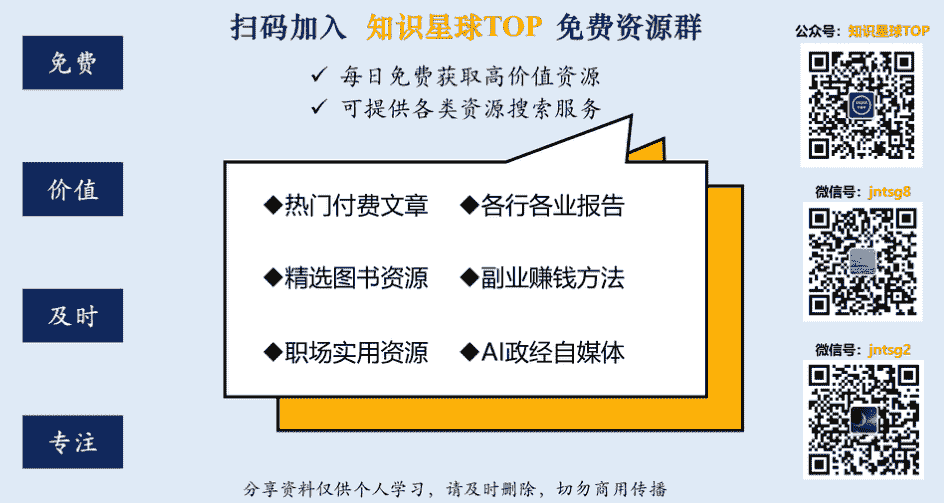 扫码加入 知识星球TOP 免费资源群
✓ 每日免费获取高价值资源
✓ 可提供各类资源搜索服务
免费
价值
及时
专注
◆热门付费文章 ◆各行各业报告
◆精选图书资源 ◆副业赚钱方法
◆职场实用资源 ◆AI政经自媒体
公众号：知识星球TOP
微信号：jntsg8
微信号：jntsg2
分享资料仅供个人学习，请及时删除，切勿商用传播